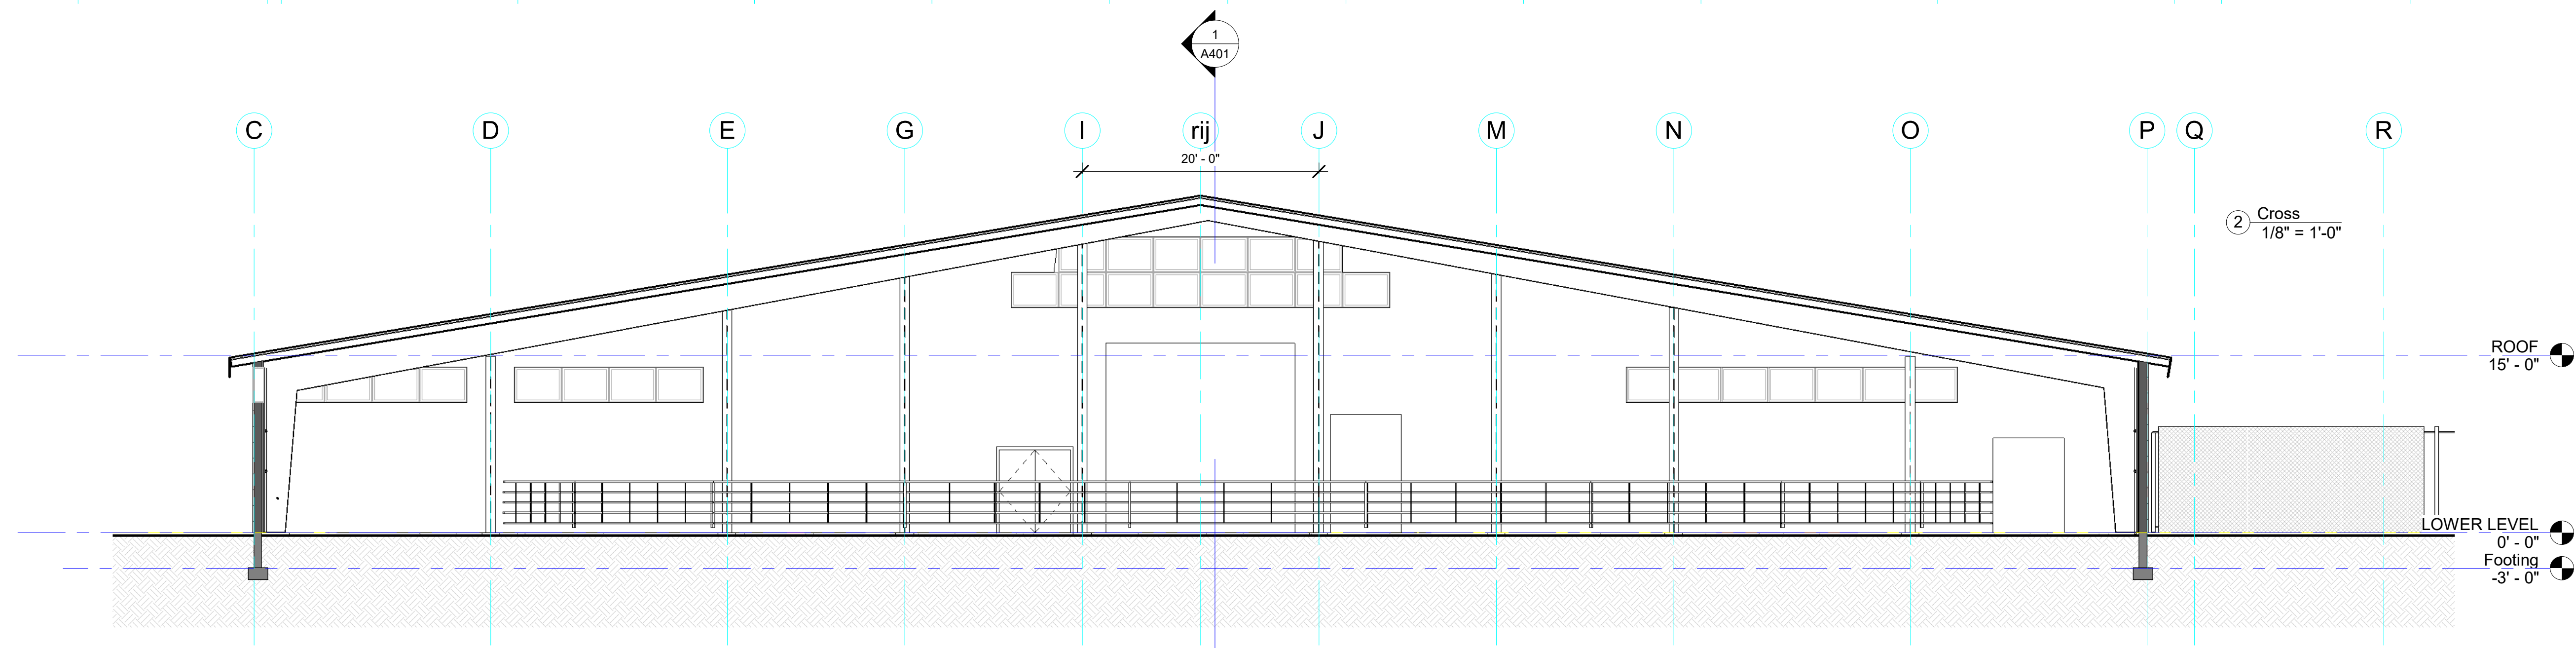 1
A401
C
D
E
G
I
rij
J
M
N
O
P
Q
R
20' - 0"
2
Cross
1/8" = 1'-0"
ROOF
15' - 0"
LOWER LEVEL
0' - 0"
Footing
-3' - 0"